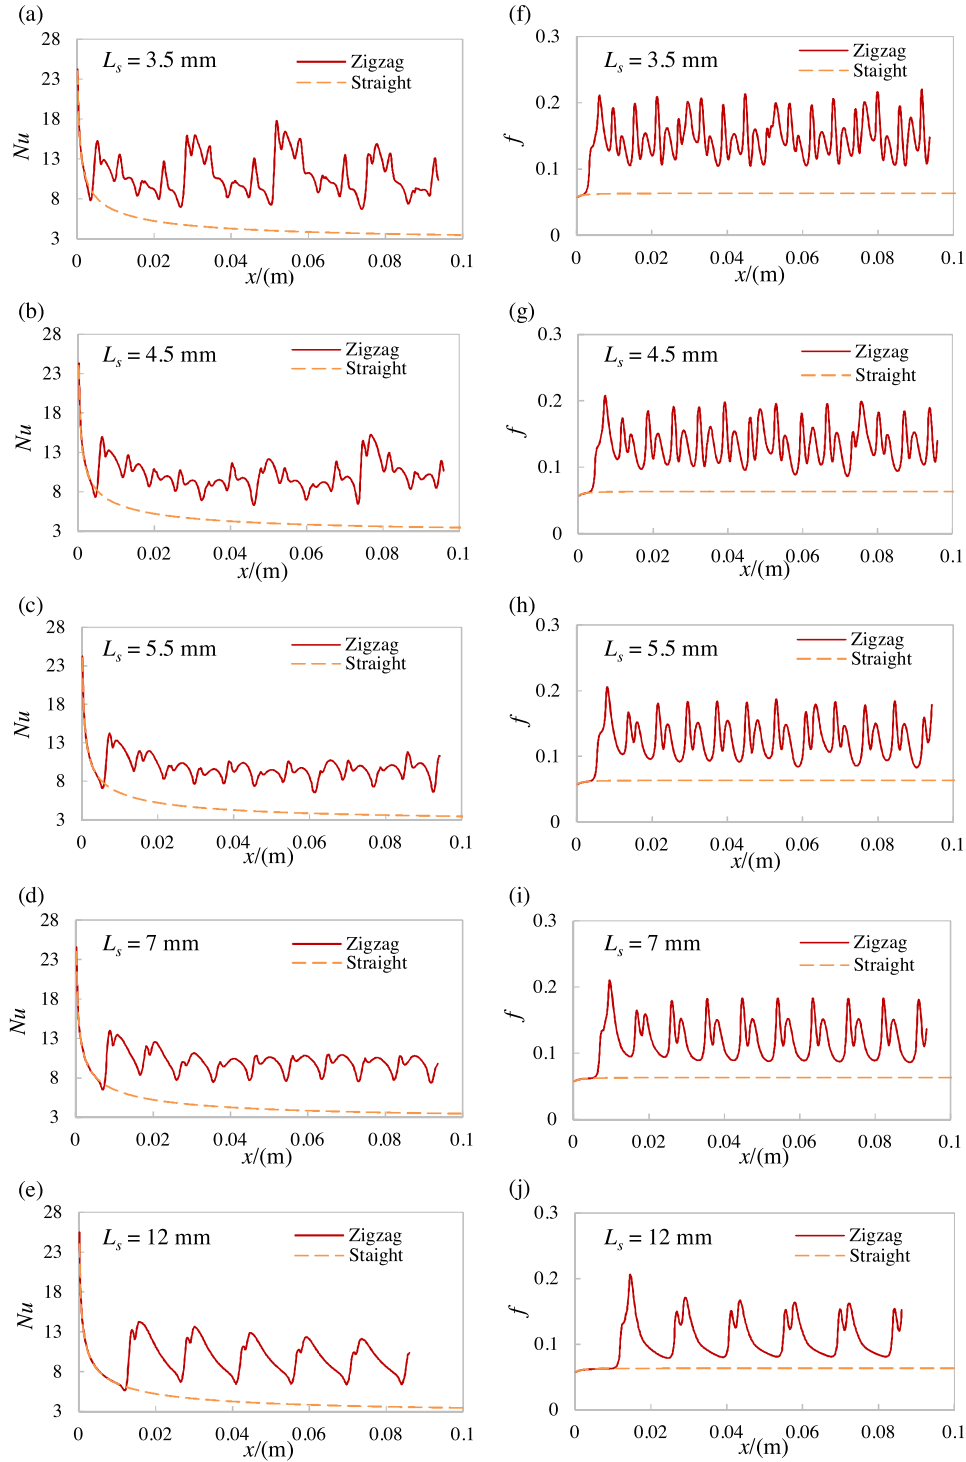 (a)
28
23
18
13
8
3
Nu
L_s = 3.5 mm
Zigzag
Straight
0 0.02 0.04 0.06 0.08 0.1
x/(m)
(f)
0.3
0.2
0.1
0
f
L_s = 3.5 mm
Zigzag
Staight
0 0.02 0.04 0.06 0.08 0.1
x/(m)
(b)
28
23
18
13
8
3
Nu
L_s = 4.5 mm
Zigzag
Straight
0 0.02 0.04 0.06 0.08 0.1
x/(m)
(g)
0.3
0.2
0.1
0
f
L_s = 4.5 mm
Zigzag
Straight
0 0.02 0.04 0.06 0.08 0.1
x/(m)
(c)
28
23
18
13
8
3
Nu
L_s = 5.5 mm
Zigzag
Straight
0 0.02 0.04 0.06 0.08 0.1
x/(m)
(h)
0.3
0.2
0.1
0
f
L_s = 5.5 mm
Zigzag
Straight
0 0.02 0.04 0.06 0.08 0.1
x/(m)
(d)
28
23
18
13
8
3
Nu
L_s = 7 mm
Zigzag
Straight
0 0.02 0.04 0.06 0.08 0.1
x/(m)
(i)
0.3
0.2
0.1
0
f
L_s = 7 mm
Zigzag
Straight
0 0.02 0.04 0.06 0.08 0.1
x/(m)
(e)
28
23
18
13
8
3
Nu
L_s = 12 mm
Zigzag
Staight
0 0.02 0.04 0.06 0.08 0.1
x/(m)
(j)
0.3
0.2
0.1
0
f
L_s = 12 mm
Zigzag
Straight
0 0.02 0.04 0.06 0.08 0.1
x/(m)